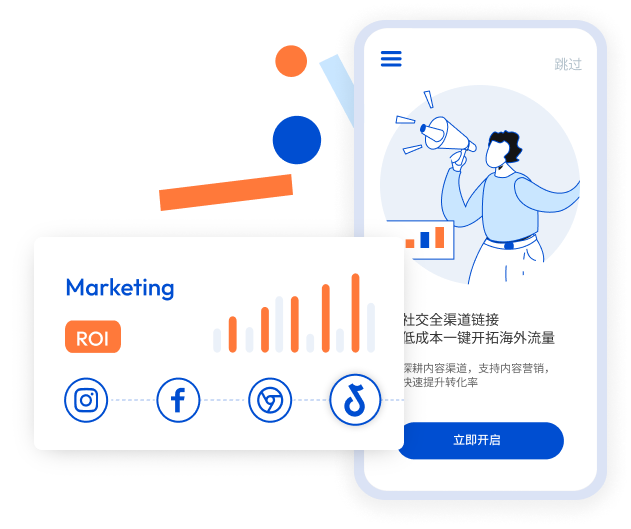 跳过
Marketing
ROI
社交全渠道链接
低成本一键开拓海外流量
深耕内容渠道，支持内容营销，
快速提升转化率
立即开启